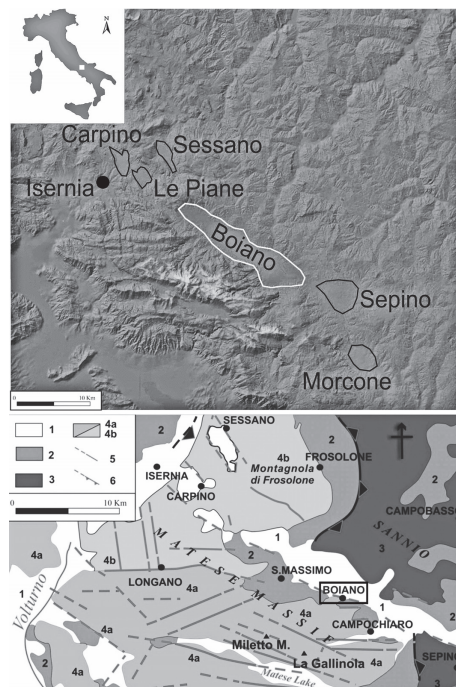 N
Carpino
Sessano
Isernia
Le Piane
Boiano
Sepino
Morcone
0 10 Km
1 4a
4b
2 5
3 6
0 10 Km
2
SESSANO
4b
2
FROSOLONE
ISERNIA
Montagnola
di Frosolone
CARPINO
2
CAMPOBASSO
SANNIO
3
1
4a
4b
MATESE MASSIF
2
S.MASSIMO
LONGANO
4a
BOIANO
1
1
Volturno
4a
CAMPOCHIARO
Miletto M.
La Gallinola
4a
SEPINO
3
2
4a
4a
Matese Lake